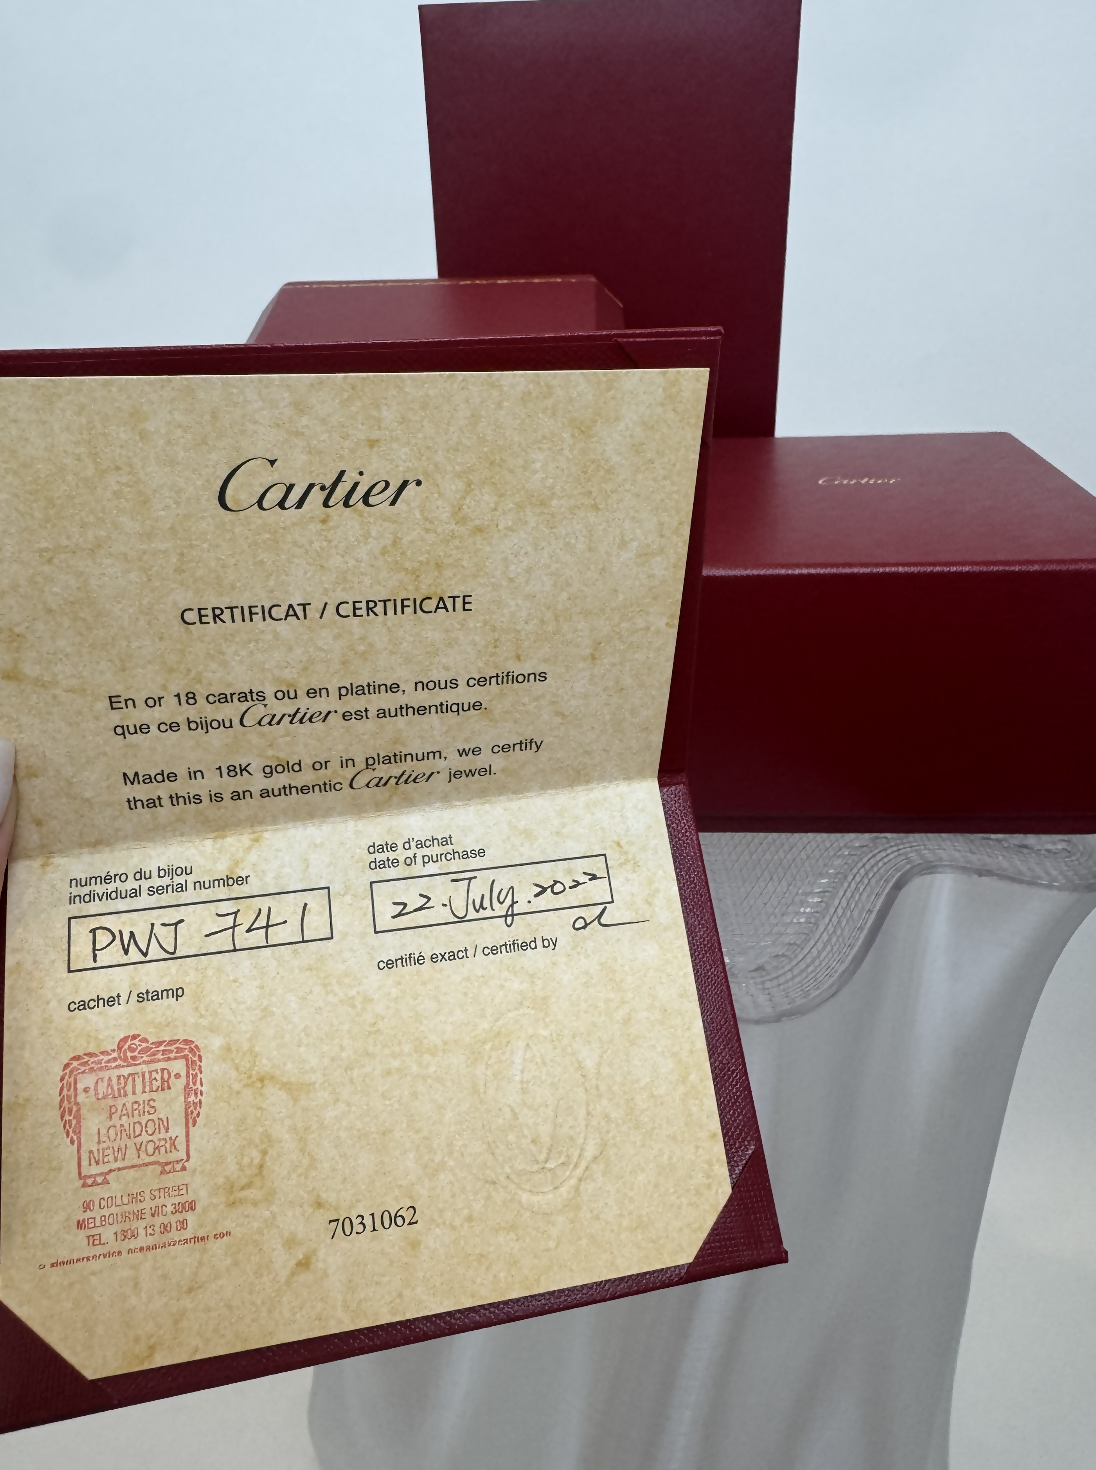 Cartier
Cartier
CERTIFICAT / CERTIFICATE
En or 18 carats ou en platine, nous certifions
que ce bijou Cartier est authentique.
Made in 18K gold or in platinum, we certify
that this is an authentic Cartier jewel.
numéro du bijou
individual serial number
PWJ 741
date d'achat
date of purchase
22.July.2022
certifié exact / certified by
cachet / stamp
·CARTIER·
PARIS
LONDON
NEW YORK
90 COLLINS STREET
MELBOURNE VIC 3000
TEL. 1300 13 00 00
7031062